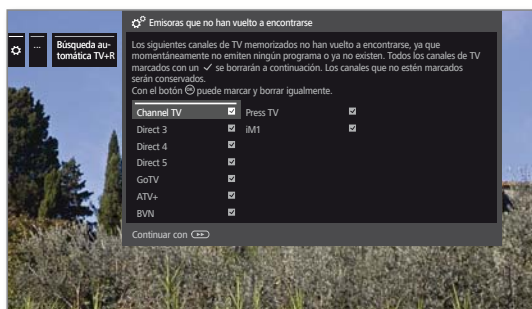 Emisoras que no han vuelto a encontrarse
...
Búsqueda au-
tomática TV+R
Los siguientes canales de TV memorizados no han vuelto a encontrarse, ya que
momentáneamente no emiten ningún programa o ya no existen. Todos los canales de TV
marcados con un ✓ se borrarán a continuación. Los canales que no estén marcados
serán conservados.
Con el botón OK puede marcar y borrar igualmente.
Channel TV
Direct 3
Direct 4
Direct 5
GoTV
ATV+
BVN
Press TV
iM1
Continuar con